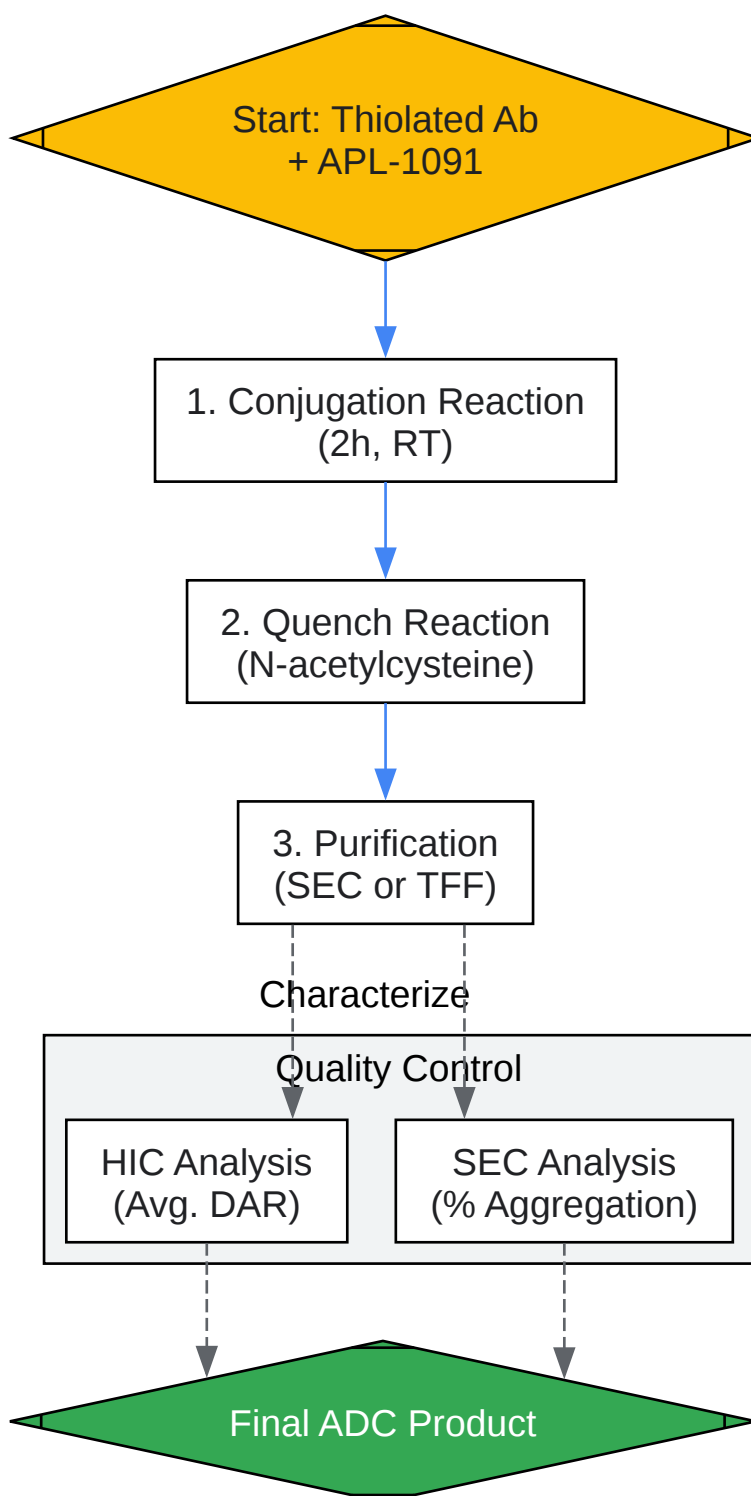 Start: Thiolated Ab
+ APL-1091
1. Conjugation Reaction
(2h, RT)
2. Quench Reaction
(N-acetylcysteine)
3. Purification
(SEC or TFF)
Characterize
Quality Control
HIC Analysis
(Avg. DAR)
SEC Analysis
(% Aggregation)
Final ADC Product